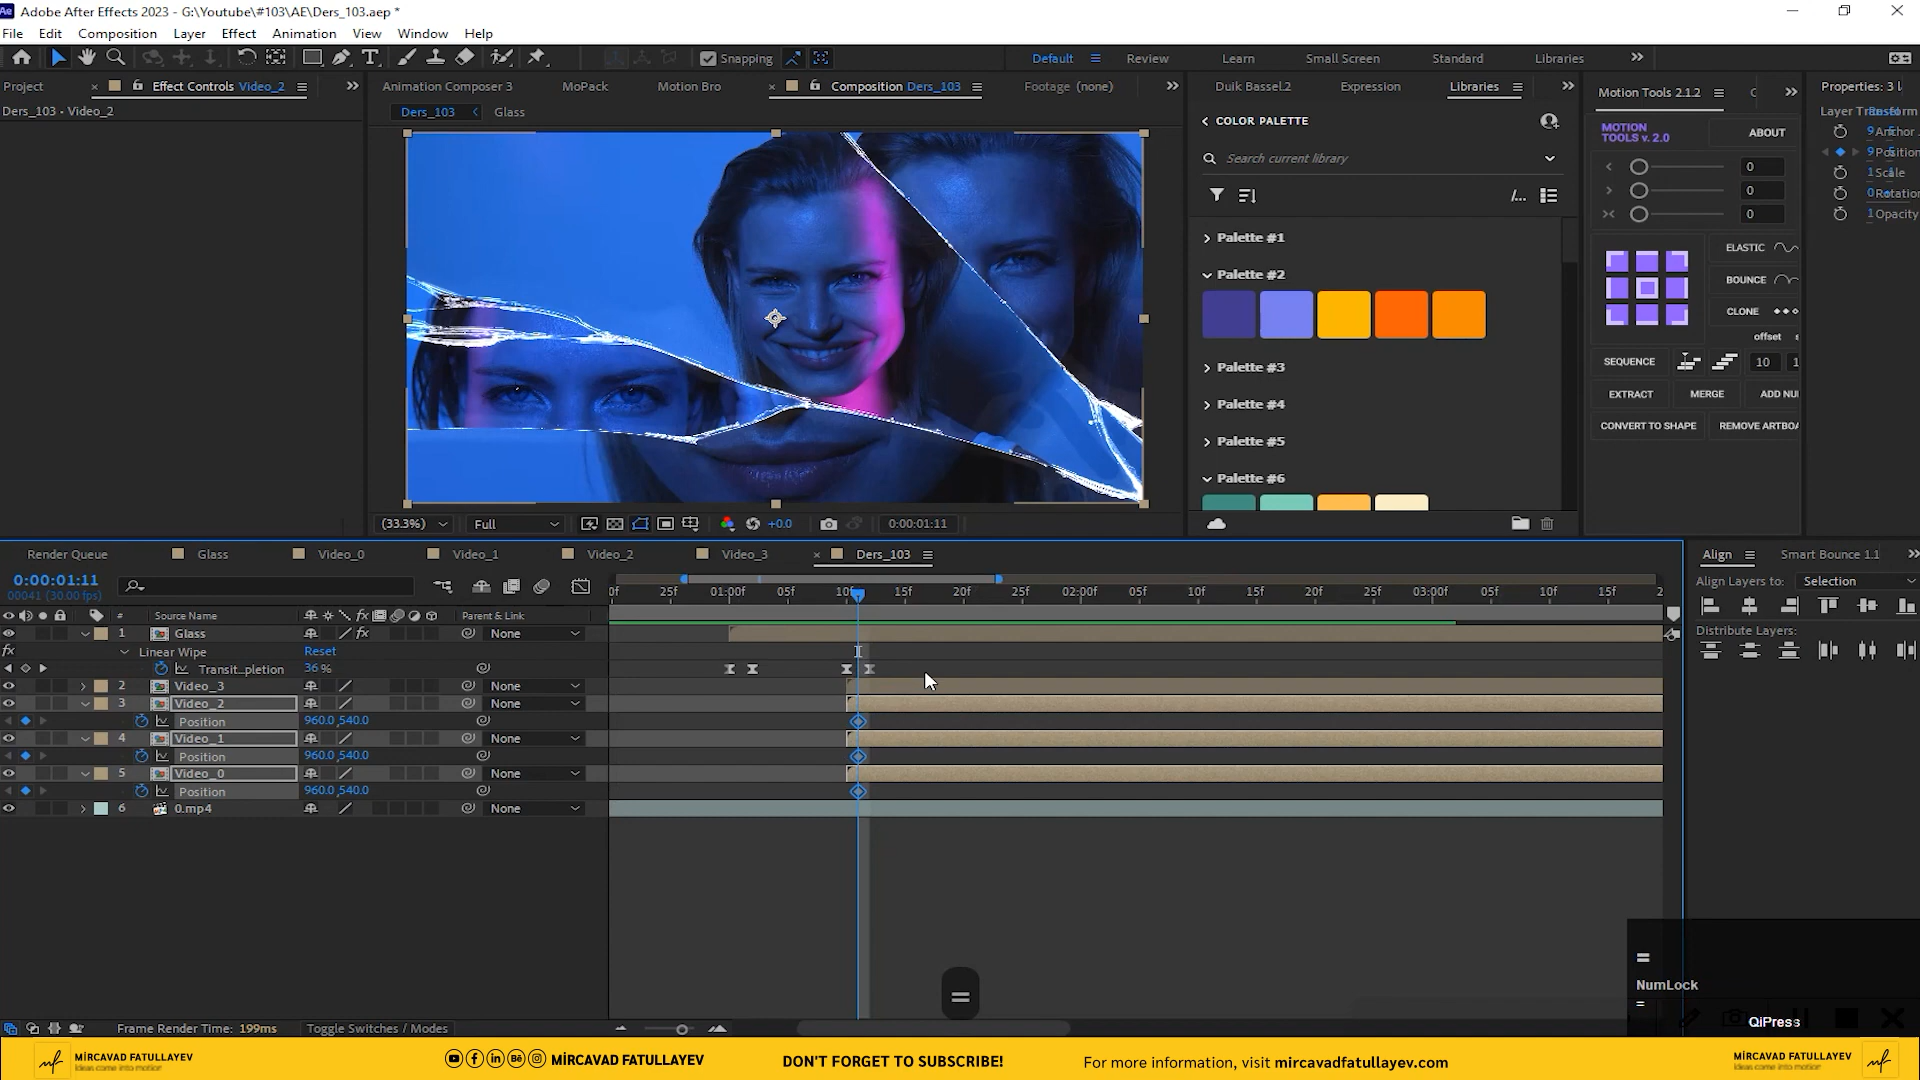 Ae Adobe After Effects 2023 - G:\Youtube\#103\AE\Ders_103.aep *
File Edit Composition Layer Effect Animation View Window Help
Snapping Default Review Learn Small Screen Standard Libraries
Project Effect Controls Video_2 Animation Composer 3 MoPack Motion Bro Composition Ders_103 Footage (none) Duik Bassel.2 Expression Libraries Motion Tools 2.1.2 Properties: 3
Ders_103 • Video_2 Ders_103 Glass
COLOR PALETTE
Search current library
Palette #1
Palette #2
Palette #3
Palette #4
Palette #5
Palette #6
MOTION TOOLS v. 2.0 ABOUT
0
0
0
ELASTIC
BOUNCE
CLONE
offset
SEQUENCE 10
EXTRACT MERGE ADD NU
CONVERT TO SHAPE REMOVE ARTBO
Position
Scale
Rotation
Opacity
(33.3%) Full +0.0 0:00:01:11
Render Queue Glass Video_0 Video_1 Video_2 Video_3 Ders_103
0:00:01:11
00041 (30.00 fps)
25f 01:00f 05f 10f 15f 20f 25f 02:00f 05f 10f 15f 20f 25f 03:00f 05f 10f 15f
# Source Name Parent & Link
1 Glass fx None
fx Linear Wipe Reset
Transit_pletion 36 %
2 Video_3 None
3 Video_2 None
Position 960.0 ,540.0
4 Video_1 None
Position 960.0 ,540.0
5 Video_0 None
Position 960.0 ,540.0
6 0.mp4 None
Align Smart Bounce 1.1
Align Layers to: Selection
Distribute Layers:
=
=
NumLock
=
QiPress
Frame Render Time: 199ms Toggle Switches / Modes
mf MİRCAVAD FATULLAYEV
Ideas come into motion
MİRCAVAD FATULLAYEV
DON'T FORGET TO SUBSCRIBE!
For more information, visit mircavadfatullayev.com
MİRCAVAD FATULLAYEV
Ideas come into motion mf